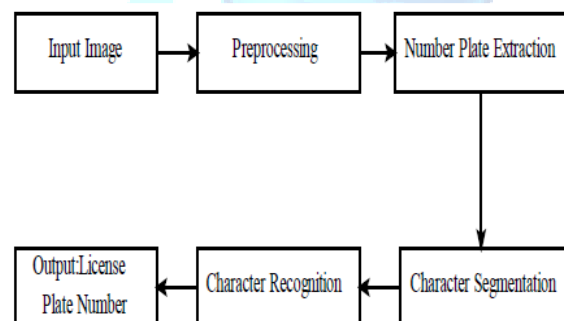 Input Image
Preprocessing
Number Plate Extraction
Character Segmentation
Character Recognition
Output:License
Plate Number